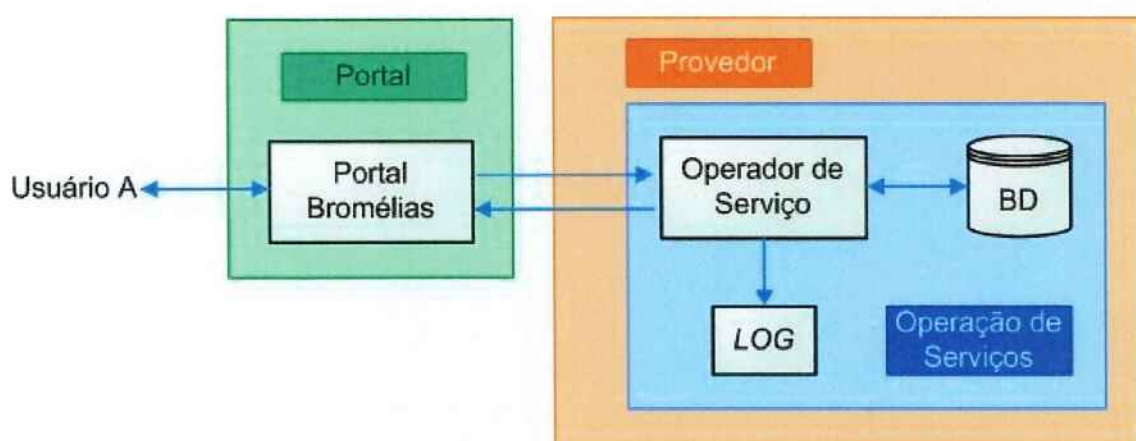 Portal
Provedor
Usuário A
Portal
Bromélias
Operador de
Serviço
BD
LOG
Operação de
Serviços